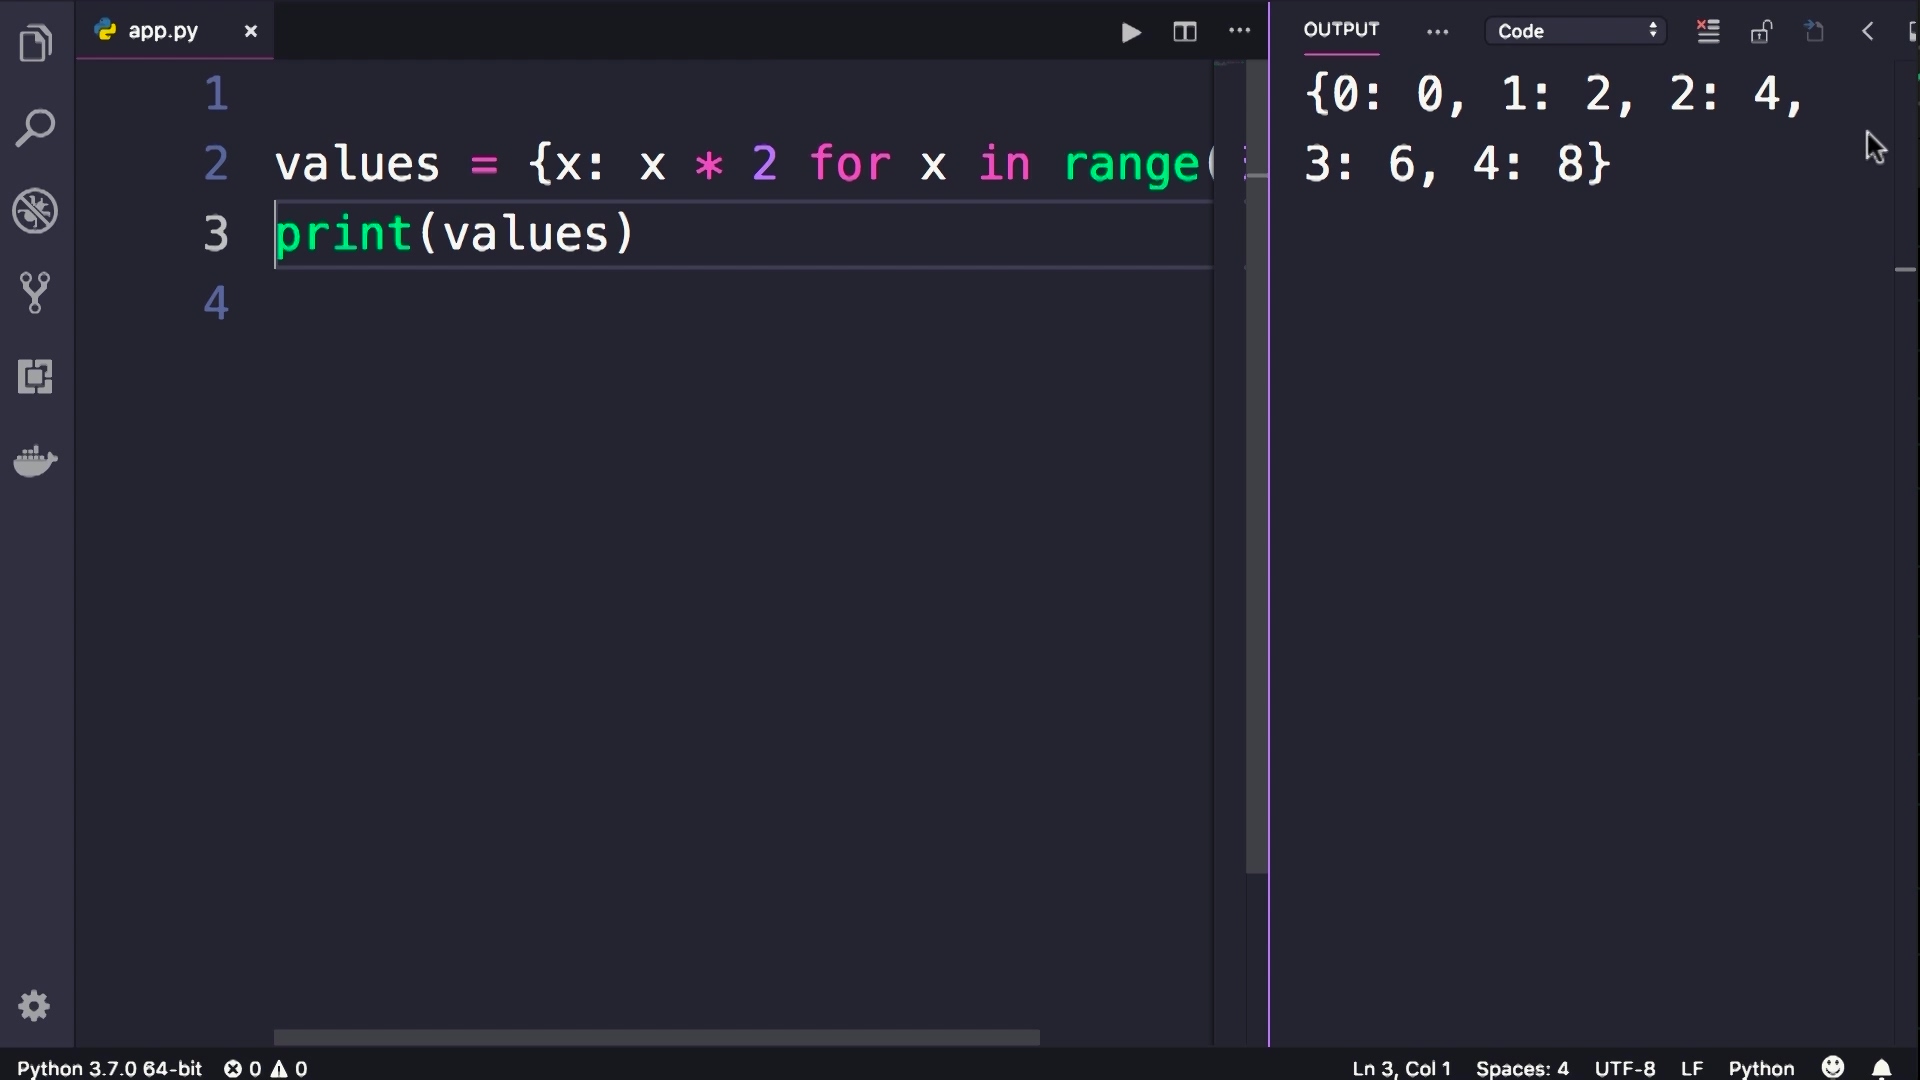 app.py
OUTPUT
Code
1
2 values = {x: x * 2 for x in range(
3 print(values)
4
{0: 0, 1: 2, 2: 4,
3: 6, 4: 8}
Python 3.7.0 64-bit 0 0 Ln 3, Col 1 Spaces: 4 UTF-8 LF Python